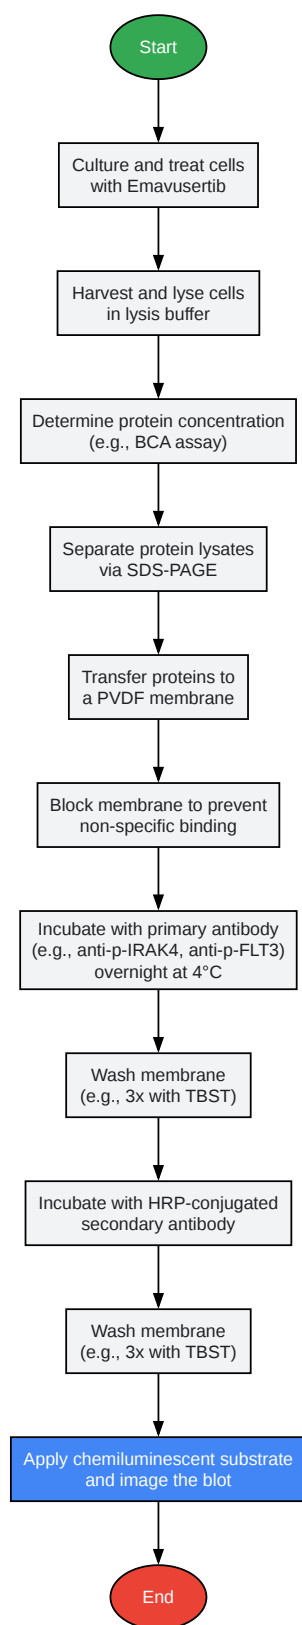 Start
Culture and treat cells
with Emavusertib
Harvest and lyse cells
in lysis buffer
Determine protein concentration
(e.g., BCA assay)
Separate protein lysates
via SDS-PAGE
Transfer proteins to
a PVDF membrane
Block membrane to prevent
non-specific binding
Incubate with primary antibody
(e.g., anti-p-IRAK4, anti-p-FLT3)
overnight at 4°C
Wash membrane
(e.g., 3x with TBST)
Incubate with HRP-conjugated
secondary antibody
Wash membrane
(e.g., 3x with TBST)
Apply chemiluminescent substrate
and image the blot
End